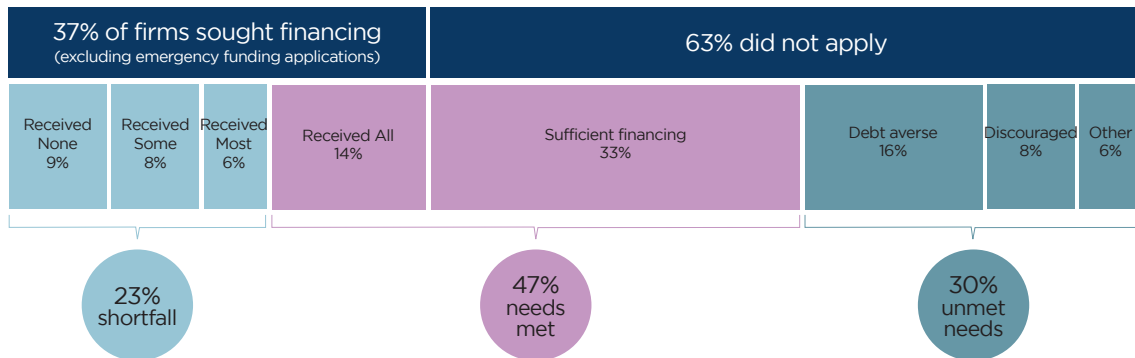 37% of firms sought financing
(excluding emergency funding applications)
63% did not apply
Received
None
9%
Received
Some
8%
Received
Most
6%
Received All
14%
Sufficient financing
33%
Debt averse
16%
Discouraged
8%
Other
6%
23%
shortfall
47%
needs
met
30%
unmet
needs